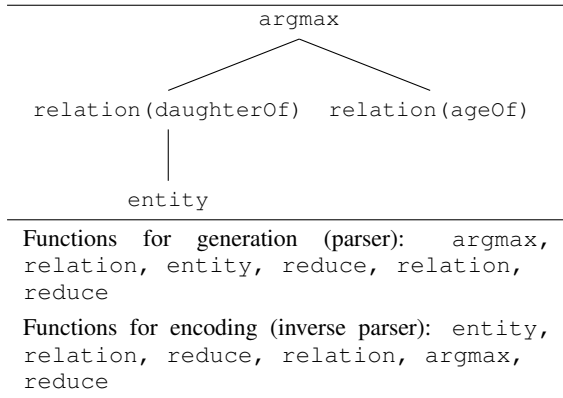 argmax
relation(daughterOf) relation(ageOf)
entity
Functions for generation (parser): argmax,
relation, entity, reduce, relation,
reduce
Functions for encoding (inverse parser): entity,
relation, reduce, relation, argmax,
reduce